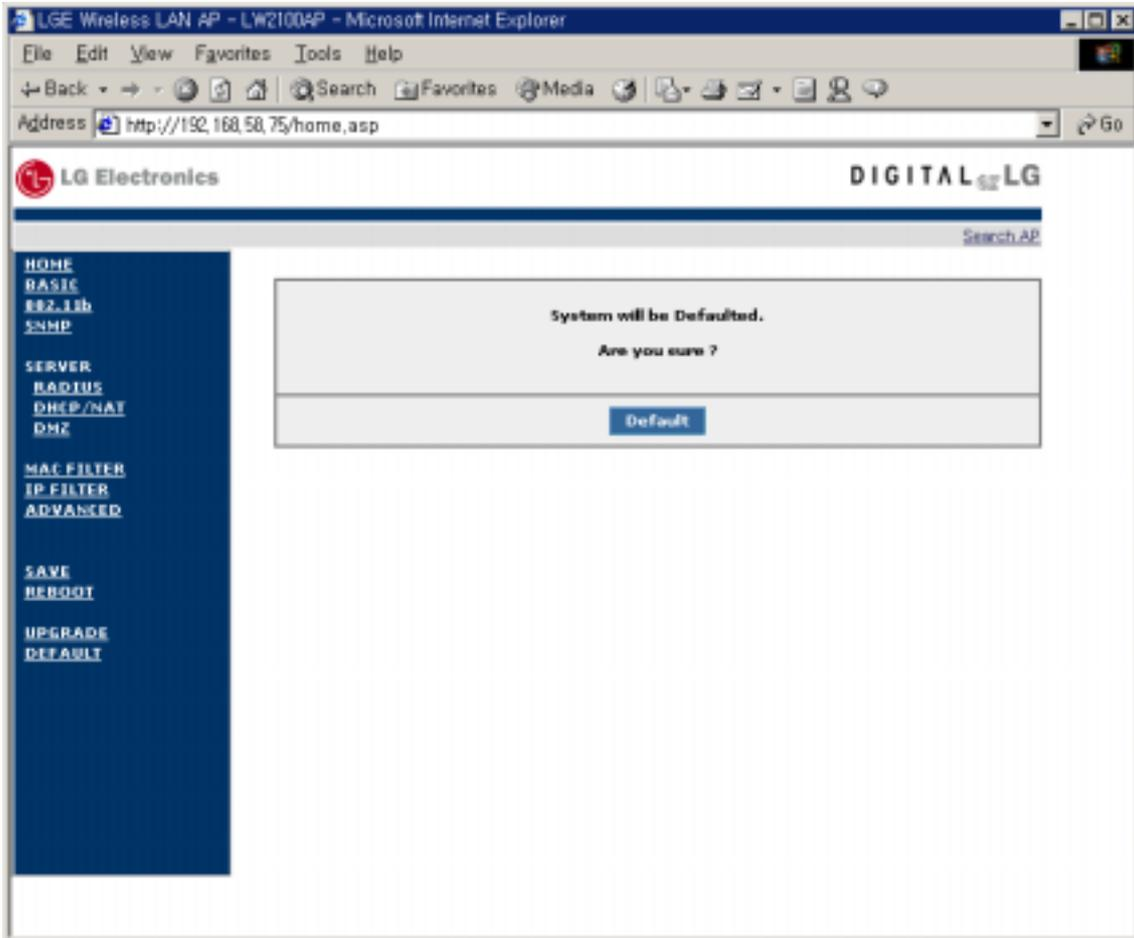 LGE Wireless LAN AP - LW2100AP - Microsoft Internet Explorer
File Edit View Favorites Tools Help
Back Search Favorites Media
Address http://192,168,58,75/home,asp Go
LG Electronics DIGITAL LG
Search AP
HOME
BASIC
802.11b
SNMP
SERVER
RADIUS
DHCP/NAT
DMZ
MAC FILTER
IP FILTER
ADVANCED
SAVE
REBOOT
UPGRADE
DEFAULT
System will be Defaulted.
Are you sure ?
Default